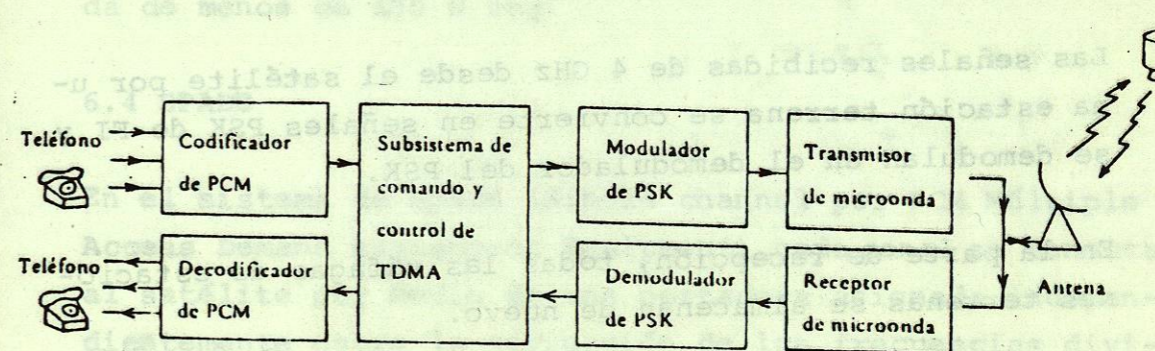 Teléfono
Codificador
de PCM
Subsistema de
comando y
control de
TDMA
Modulador
de PSK
Transmisor
de microonda
Teléfono
Decodificador
de PCM
Demodulador
de PSK
Receptor
de microonda
Antena
Las señales recibidas de 4 GHz desde el satélite por u-
na estación terrena se convierte en señales PSK de FI y
se demodulan en el demodulador del PSK.
En la parte de recepción, todas las
nas terrenas se almacenan de nuevo.